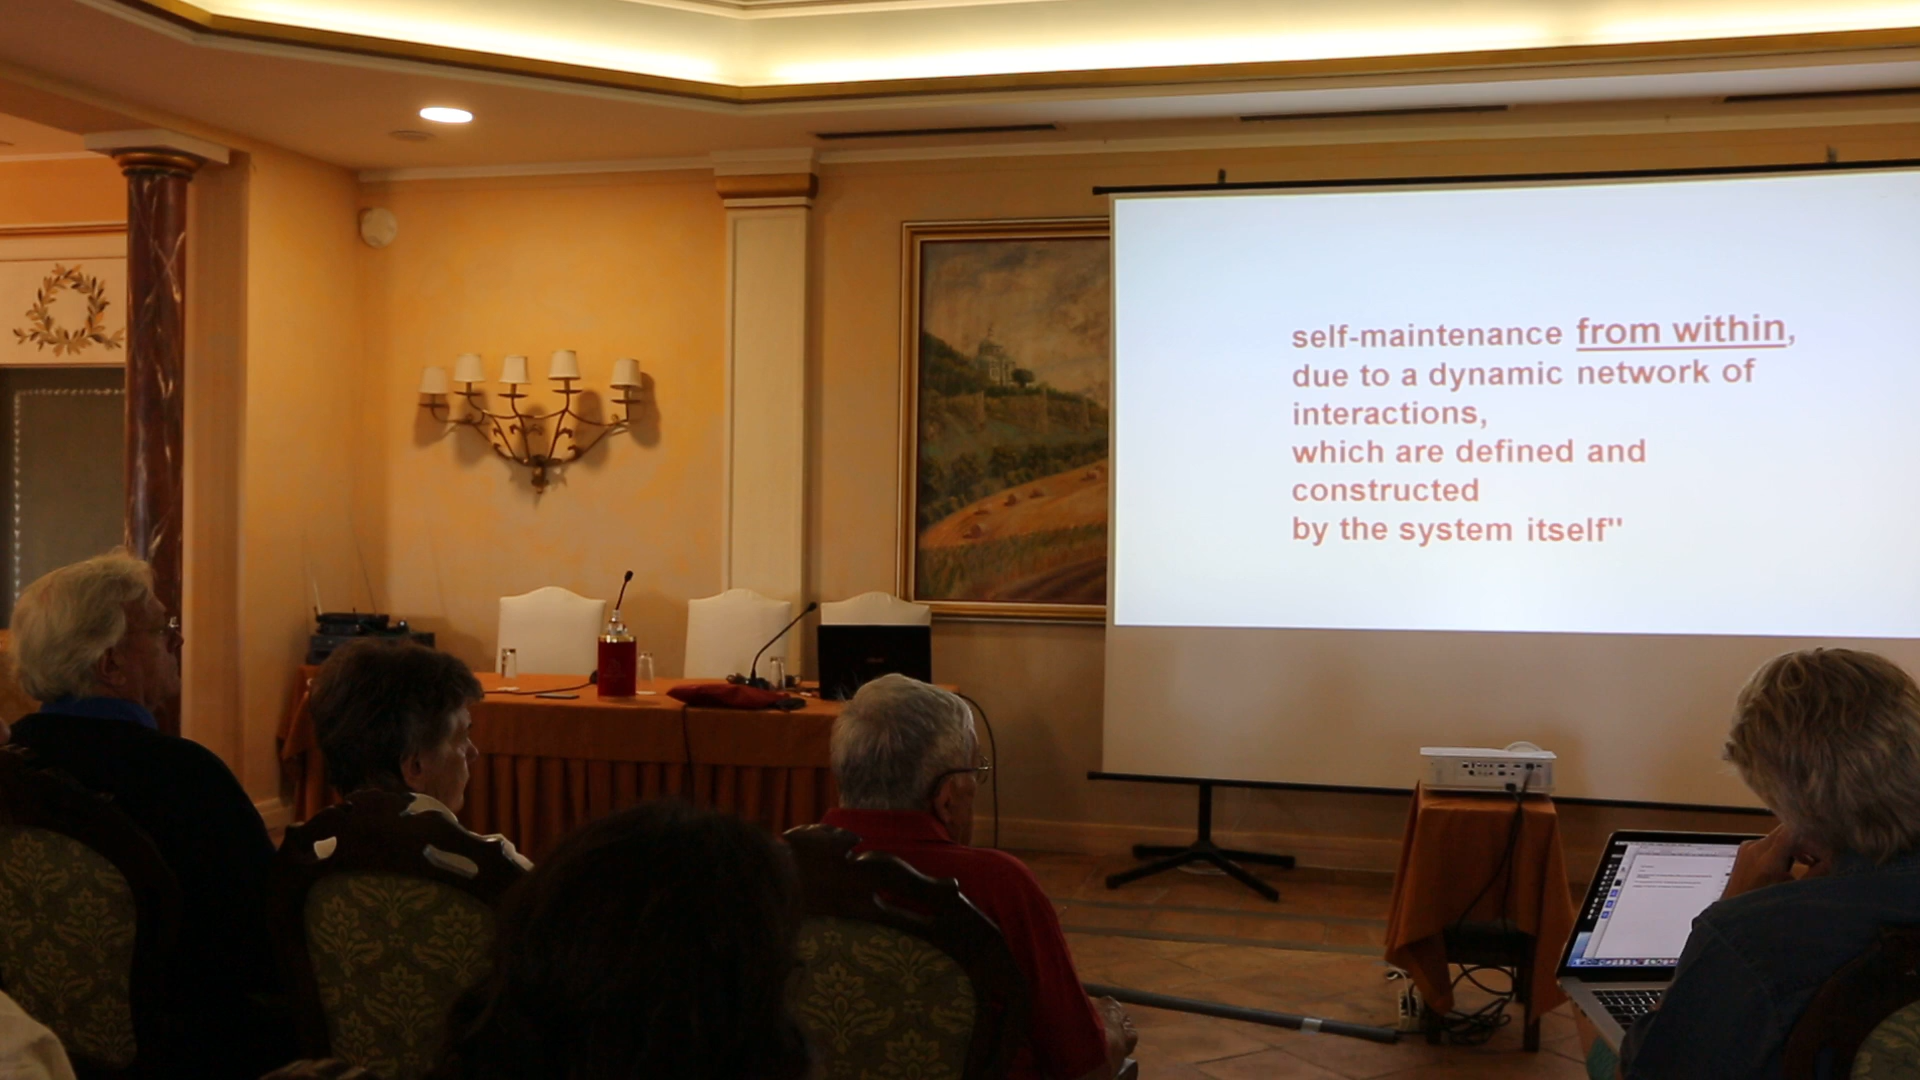 self-maintenance from within,
due to a dynamic network of
interactions,
which are defined and
constructed
by the system itself"